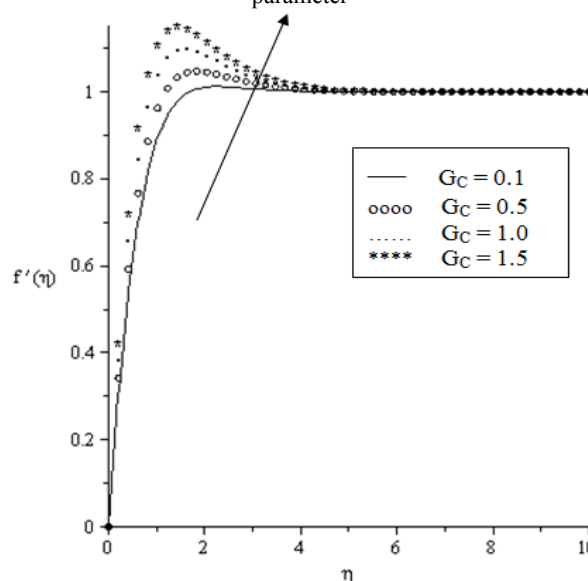 parameter
1
0.8
0.6
f'(η)
0.4
0.2
0
0 2 4 6 8 10
η
—— G_C = 0.1
oooo G_C = 0.5
...... G_C = 1.0
**** G_C = 1.5